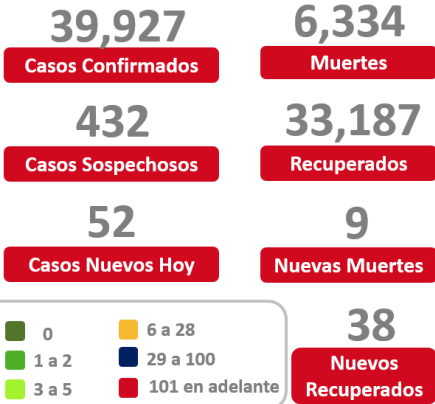 39,927
Casos Confirmados
6,334
Muertes
432
Casos Sospechosos
33,187
Recuperados
52
Casos Nuevos Hoy
9
Nuevas Muertes
0
1 a 2
3 a 5
6 a 28
29 a 100
101 en adelante
38
Nuevos
Recuperados